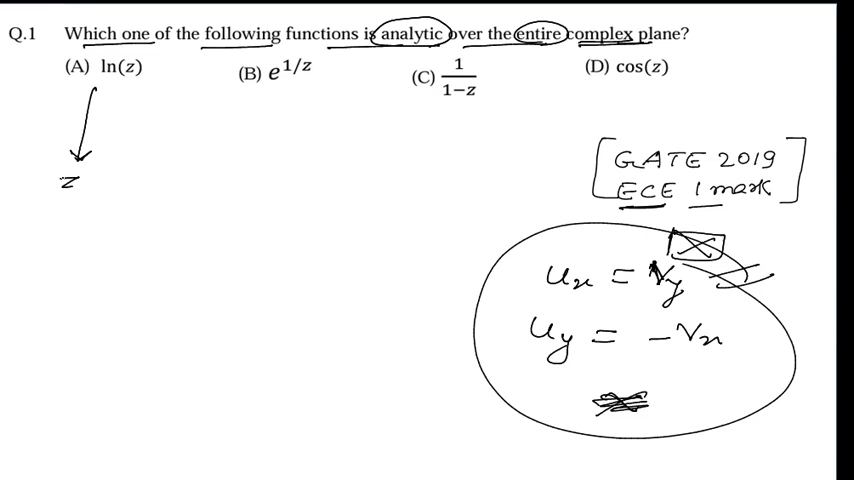 Q.1 Which one of the following functions is analytic over the entire complex plane?
(A) ln(z) (B) e^{1/z} (C) \frac{1}{1-z} (D) cos(z)
z
[GATE 2019
ECE 1 mark]
u_x = v_y
u_y = -v_x